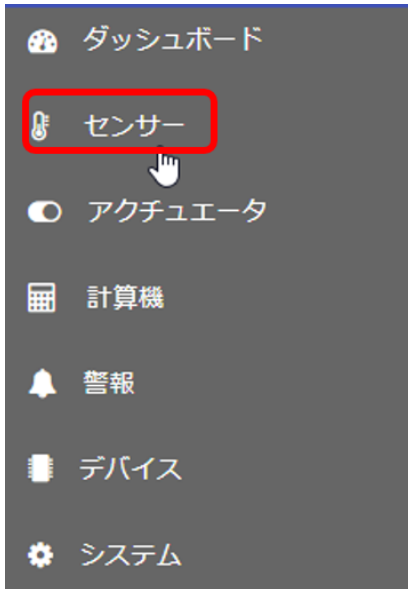 ダッシュボード
センサー
アクチュエータ
計算機
警報
デバイス
システム